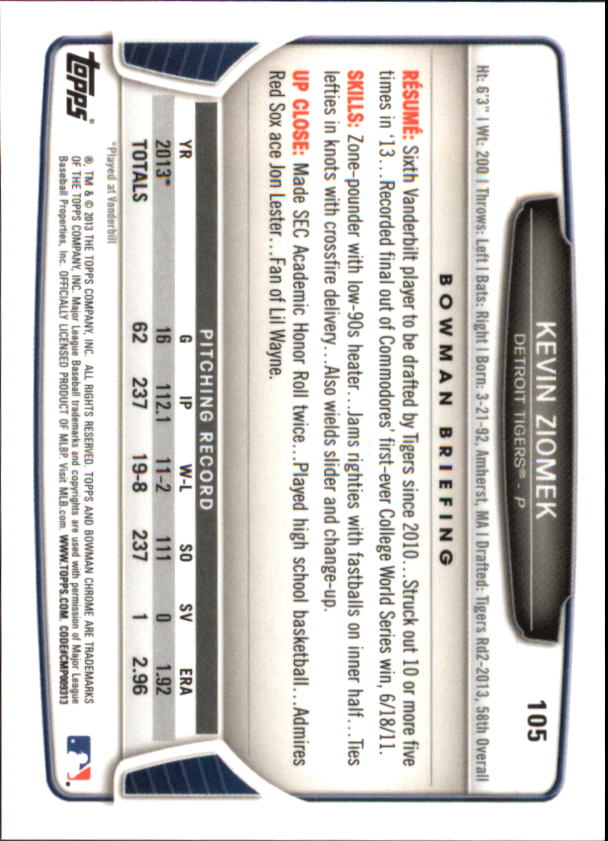 105
KEVIN ZIOMEK
DETROIT TIGERS® - P
Ht: 6'3" | Wt: 200 | Throws: Left | Bats: Right | Born: 3-21-92, Amherst, MA | Drafted: Tigers Rd2-2013, 58th Overall
BOWMAN BRIEFING
RÉSUMÉ: Sixth Vanderbilt player to be drafted by Tigers since 2010...Struck out 10 or more five
times in '13...Recorded final out of Commodores' first-ever College World Series win, 6/18/11.
SKILLS: Zone-pounder with low-90s heater...Jams righties with fastballs on inner half...Ties
lefties in knots with crossfire delivery...Also wields slider and change-up.
UP CLOSE: Made SEC Academic Honor Roll twice...Played high school basketball...Admires
Red Sox ace Jon Lester...Fan of Lil Wayne.
PITCHING RECORD
YR G IP W-L SO SV ERA
2013* 16 112.1 11-2 111 0 1.92
TOTALS 62 237 19-8 237 1 2.96
*Played at Vanderbilt
topps®
®, TM & © 2013 THE TOPPS COMPANY, INC. ALL RIGHTS RESERVED. TOPPS AND BOWMAN CHROME ARE TRADEMARKS
OF THE TOPPS COMPANY, INC. Major League Baseball trademarks and copyrights are used with permission of Major League
Baseball Properties, Inc. OFFICIALLY LICENSED PRODUCT OF MLBP. Visit MLB.com. WWW.TOPPS.COM. CODE#CMP009313